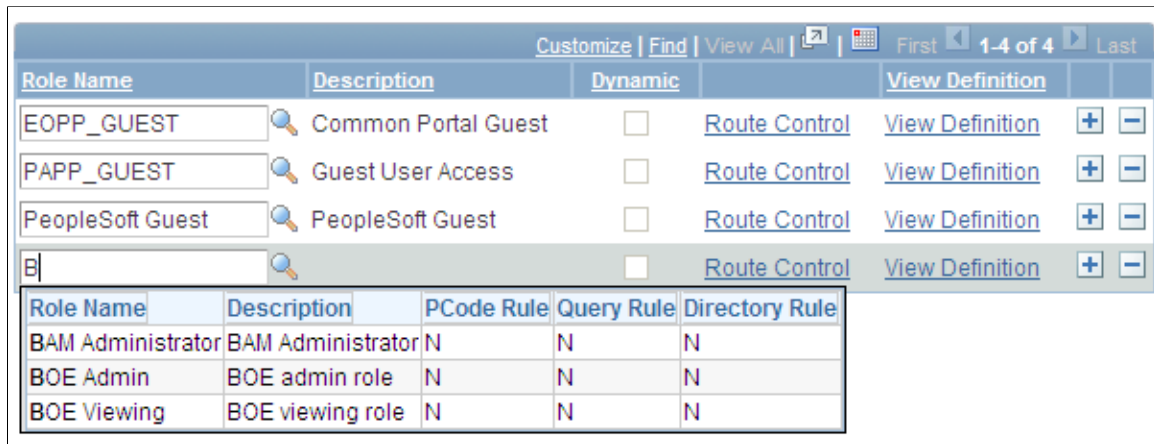 Customize | Find | View All | | First 1-4 of 4 Last
Role Name Description Dynamic View Definition
EOPP_GUEST Common Portal Guest Route Control View Definition
PAPP_GUEST Guest User Access Route Control View Definition
PeopleSoft Guest PeopleSoft Guest Route Control View Definition
B Route Control View Definition
Role Name Description PCode Rule Query Rule Directory Rule
BAM Administrator BAM Administrator N N N
BOE Admin BOE admin role N N N
BOE Viewing BOE viewing role N N N